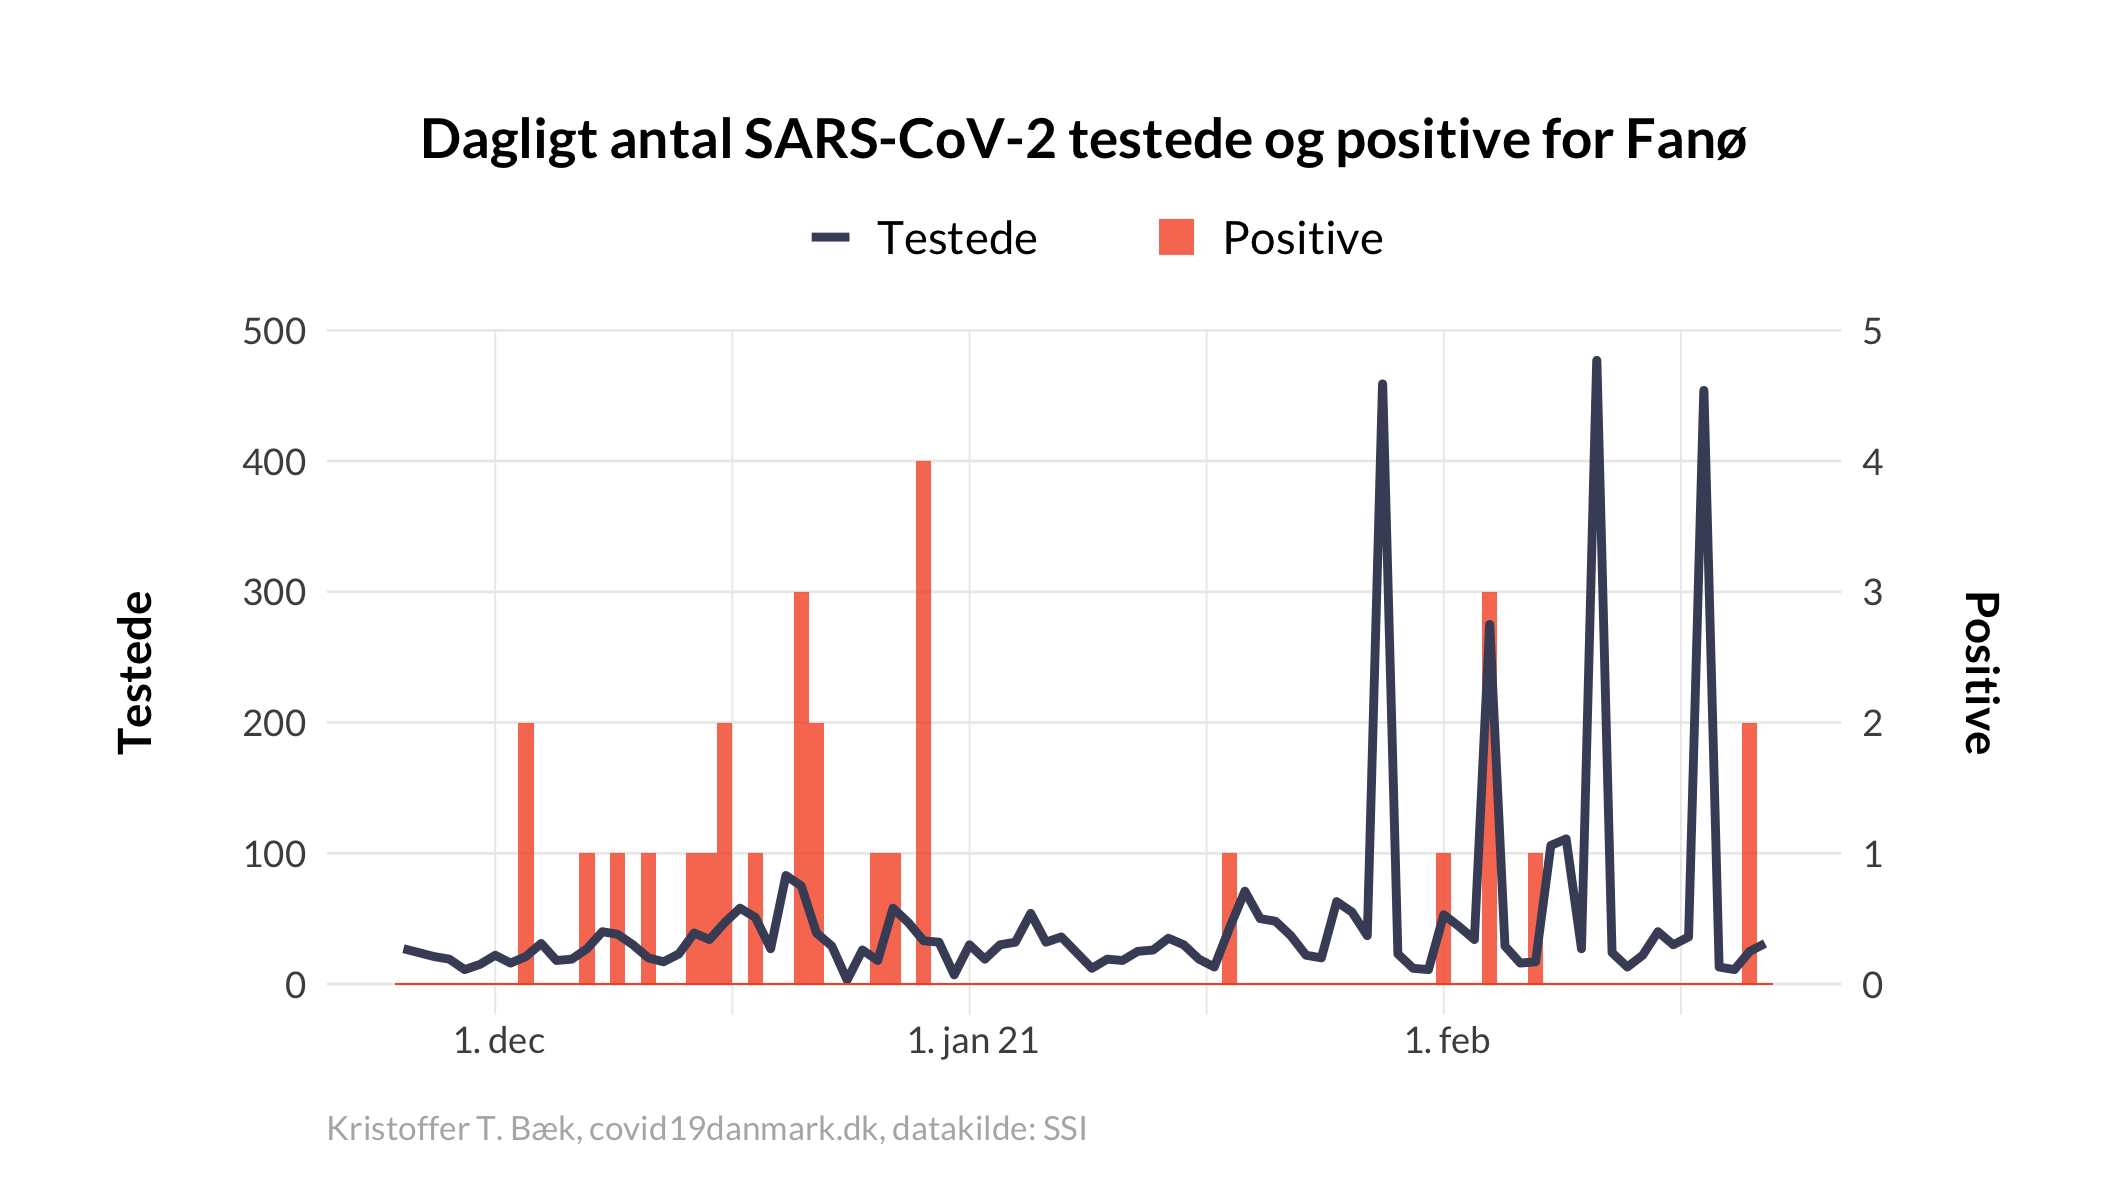 Dagligt antal SARS-CoV-2 testede og positive for Fanø
Testede Positive
500 5
400 4
300 3
200 2
100 1
0 0
Testede
Positive
1. dec 1. jan 21 1. feb
Kristoffer T. Bæk, covid19danmark.dk, datakilde: SSI